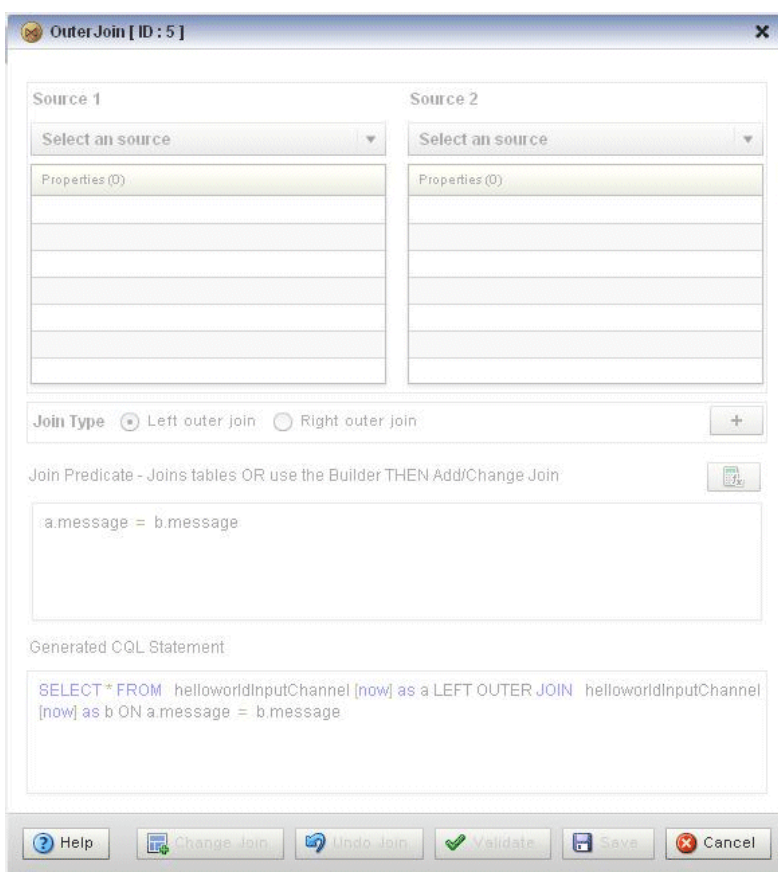 OuterJoin [ ID : 5 ]
Source 1
Source 2
Select an source
Select an source
Properties (0)
Properties (0)
Join Type Left outer join Right outer join +
Join Predicate - Joins tables OR use the Builder THEN Add/Change Join
a.message = b.message
Generated CQL Statement
SELECT * FROM helloworldInputChannel [now] as a LEFT OUTER JOIN helloworldInputChannel
[now] as b ON a.message = b.message
Help Change Join Undo Join Validate Save Cancel